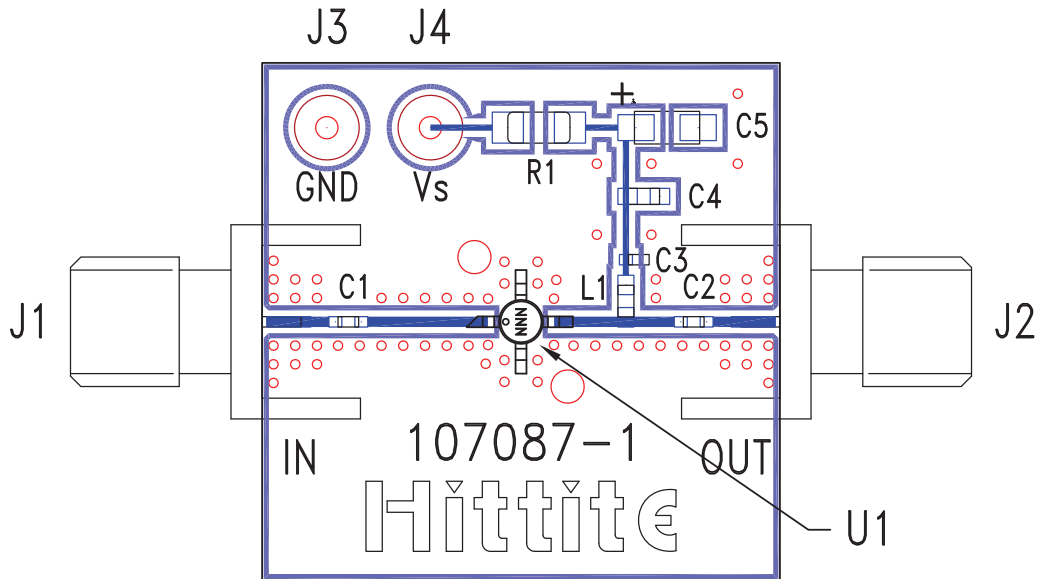 J3 J4
+
C5
R1
GND Vs
C4
C3
C1 L1 C2
J1 NNN J2
107087-1
IN OUT
Hittite U1